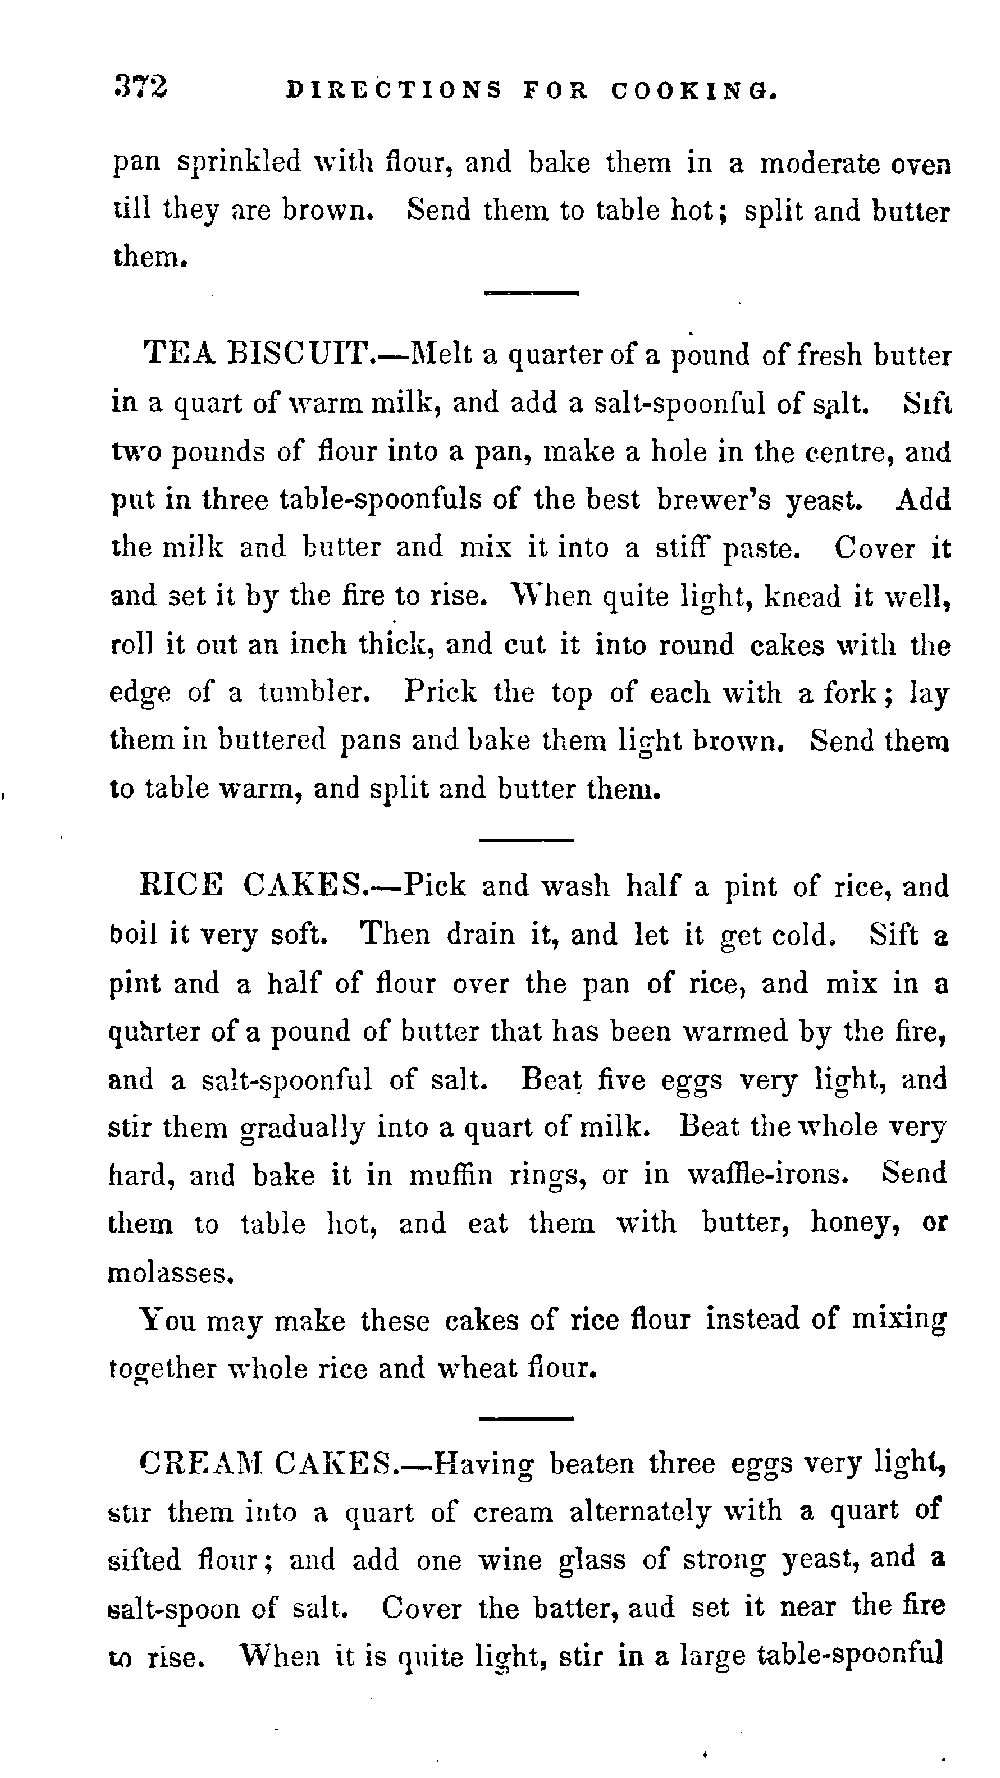 372 DIRECTIONS FOR COOKING.
pan sprinkled with flour, and bake them in a moderate oven
till they are brown. Send them to table hot; split and butter
them.
TEA BISCUIT.—Melt a quarter of a pound of fresh butter
in a quart of warm milk, and add a salt-spoonful of salt. Sift
two pounds of flour into a pan, make a hole in the centre, and
put in three table-spoonfuls of the best brewer's yeast. Add
the milk and butter and mix it into a stiff paste. Cover it
and set it by the fire to rise. When quite light, knead it well,
roll it out an inch thick, and cut it into round cakes with the
edge of a tumbler. Prick the top of each with a fork; lay
them in buttered pans and bake them light brown. Send them
to table warm, and split and butter them.
RICE CAKES.—Pick and wash half a pint of rice, and
boil it very soft. Then drain it, and let it get cold. Sift a
pint and a half of flour over the pan of rice, and mix in a
quarter of a pound of butter that has been warmed by the fire,
and a salt-spoonful of salt. Beat five eggs very light, and
stir them gradually into a quart of milk. Beat the whole very
hard, and bake it in muffin rings, or in waffle-irons. Send
them to table hot, and eat them with butter, honey, or
molasses.
You may make these cakes of rice flour instead of mixing
together whole rice and wheat flour.
CREAM CAKES.—Having beaten three eggs very light,
stir them into a quart of cream alternately with a quart of
sifted flour; and add one wine glass of strong yeast, and a
salt-spoon of salt. Cover the batter, and set it near the fire
to rise. When it is quite light, stir in a large table-spoonful